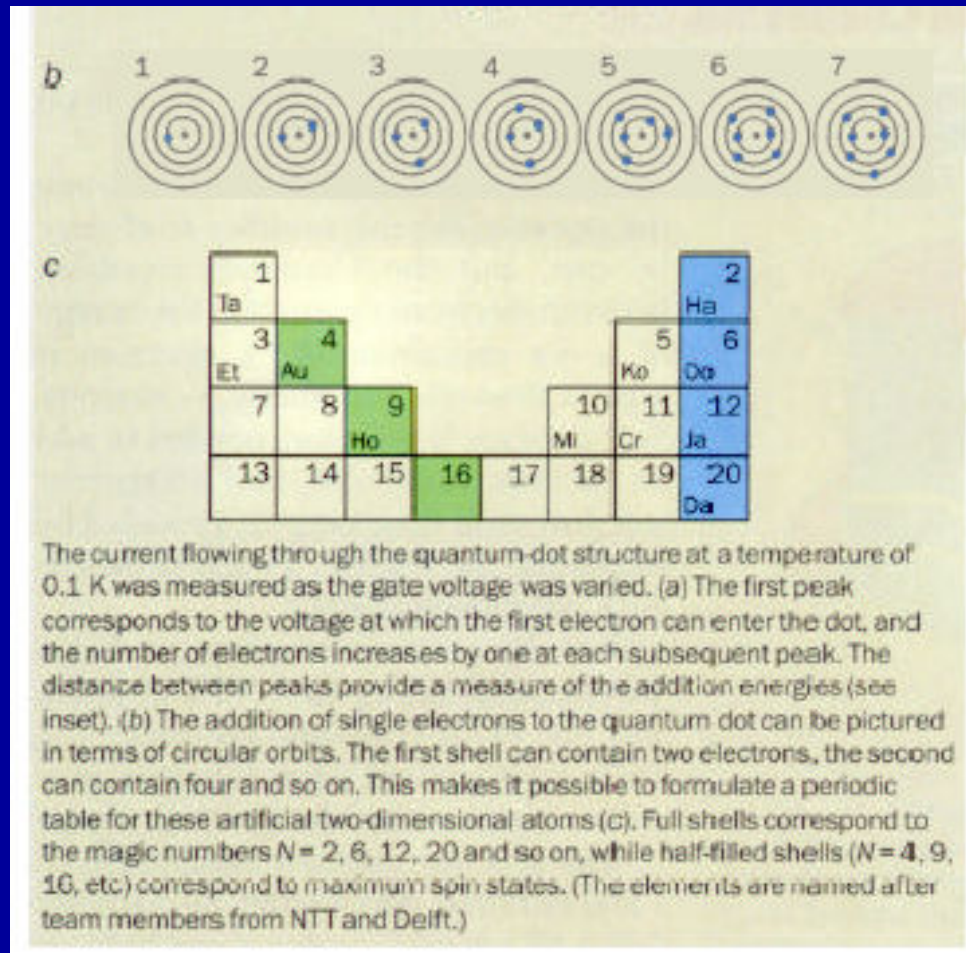 b 1 2 3 4 5 6 7
c
1 2
Ta Ha
3 4 5 6
Et Au Ko Oo
7 8 9 10 11 12
Ho Mi Cr Ja
13 14 15 16 17 18 19 20
Da
The current flowing through the quantum-dot structure at a temperature of
0.1 K was measured as the gate voltage was varied. (a) The first peak
corresponds to the voltage at which the first electron can enter the dot, and
the number of electrons increases by one at each subsequent peak. The
distance between peaks provide a measure of the addition energies (see
inset). (b) The addition of single electrons to the quantum dot can be pictured
in terms of circular orbits. The first shell can contain two electrons, the second
can contain four and so on. This makes it possible to formulate a periodic
table for these artificial two-dimensional atoms (c). Full shells correspond to
the magic numbers N = 2, 6, 12, 20 and so on, while half-filled shells (N = 4, 9,
16, etc) correspond to maximum spin states. (The elements are named after
team members from NTT and Delft.)